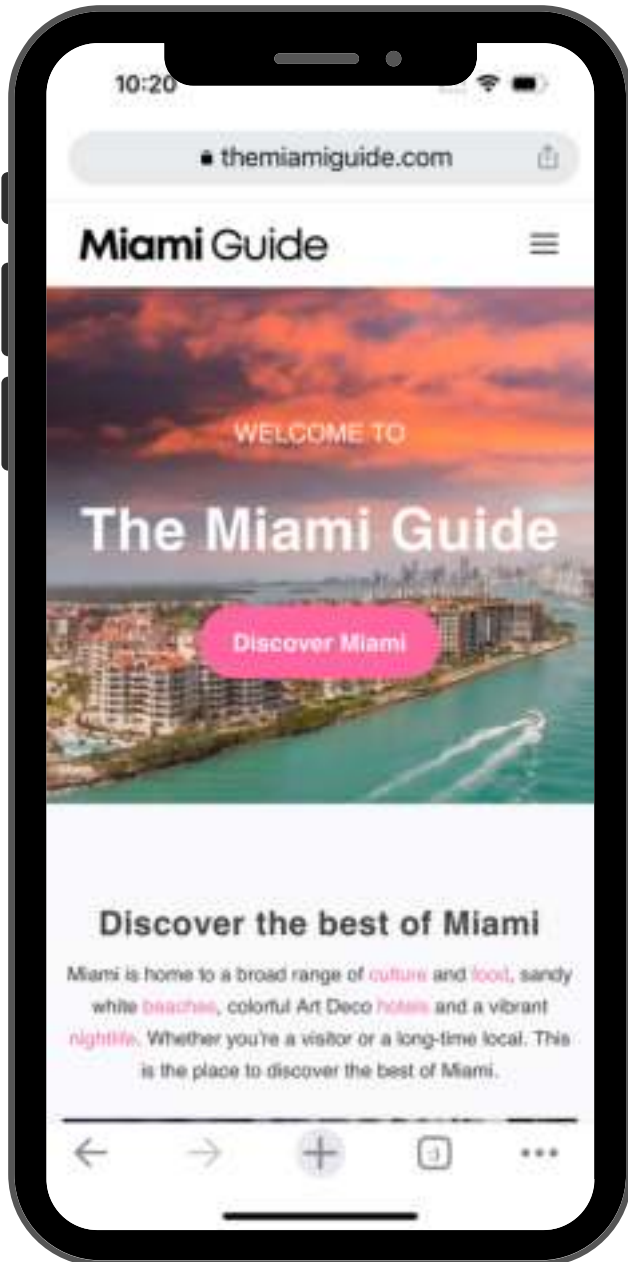 10:20
themiamiguide.com
Miami Guide
WELCOME TO
The Miami Guide
Discover Miami
Discover the best of Miami
Miami is home to a broad range of culture and food, sandy
white beaches, colorful Art Deco hotels and a vibrant
nightlife. Whether you're a visitor or a long-time local. This
is the place to discover the best of Miami.
:)